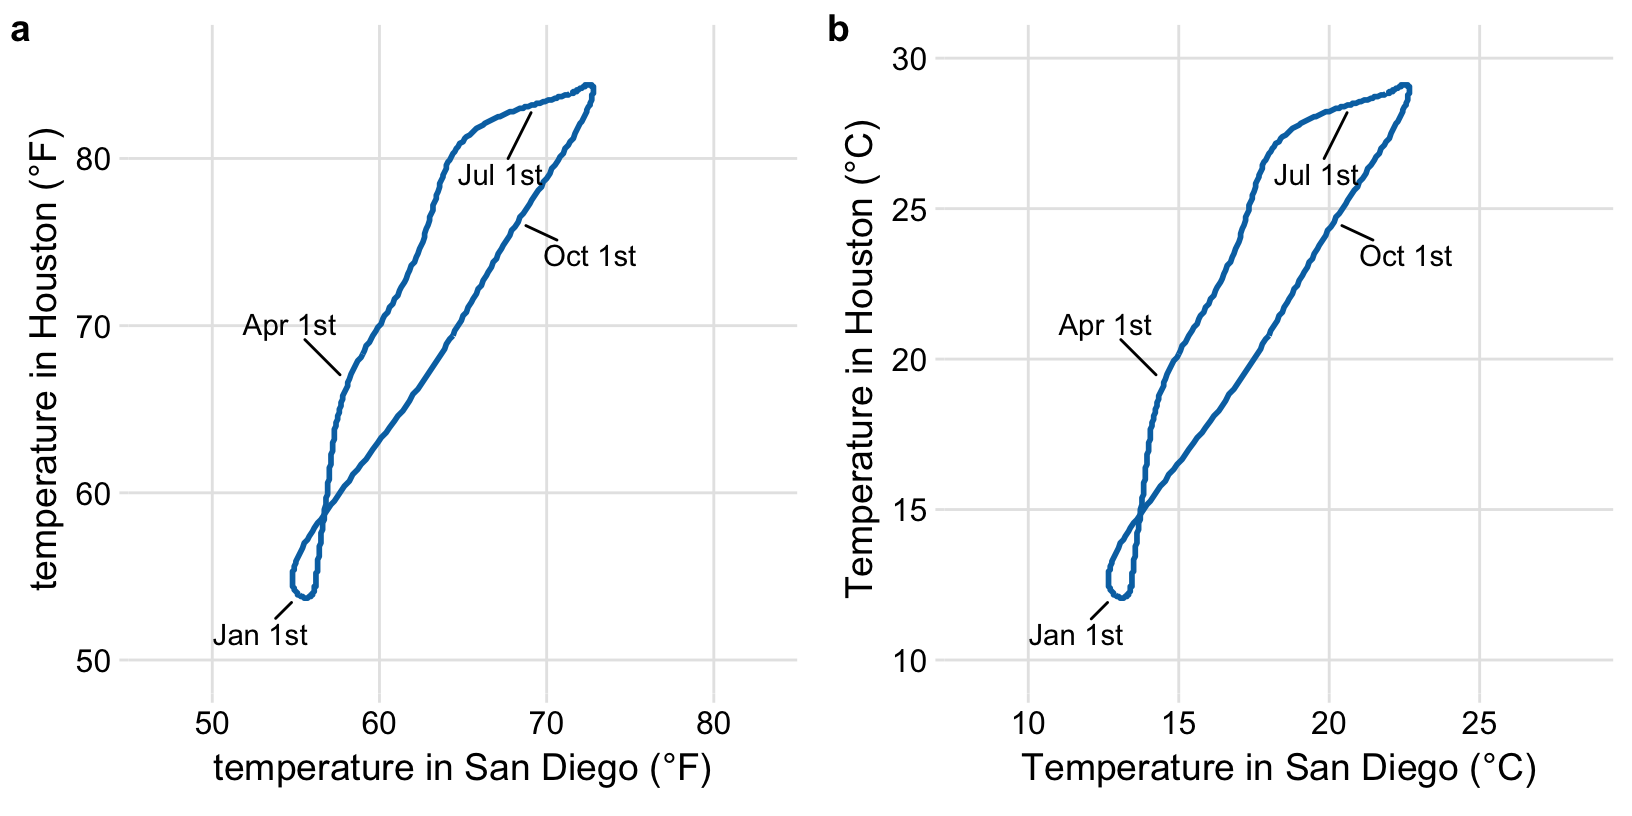 a
temperature in Houston (°F)
80
70
60
50
50 60 70 80
temperature in San Diego (°F)
Jul 1st
Oct 1st
Apr 1st
Jan 1st
b
Temperature in Houston (°C)
30
25
20
15
10
10 15 20 25
Temperature in San Diego (°C)
Jul 1st
Oct 1st
Apr 1st
Jan 1st